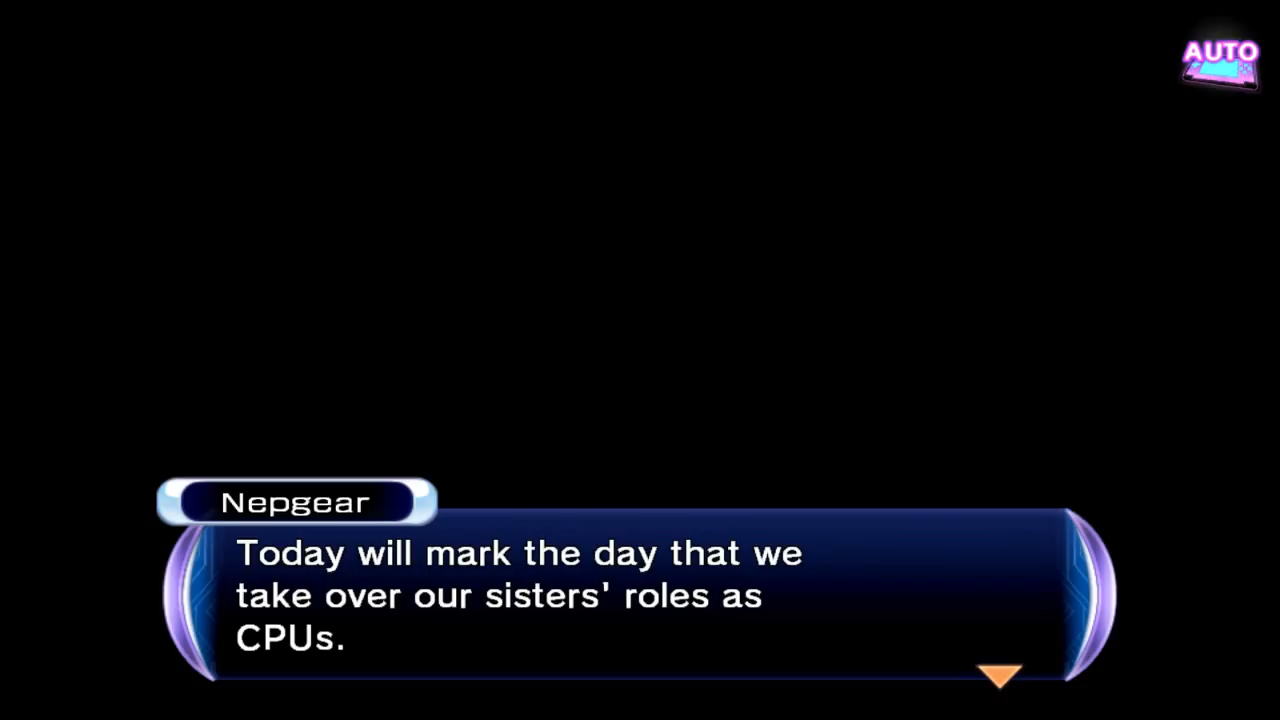 AUTO
Nepgear
Today will mark the day that we
take over our sisters' roles as
CPUs.